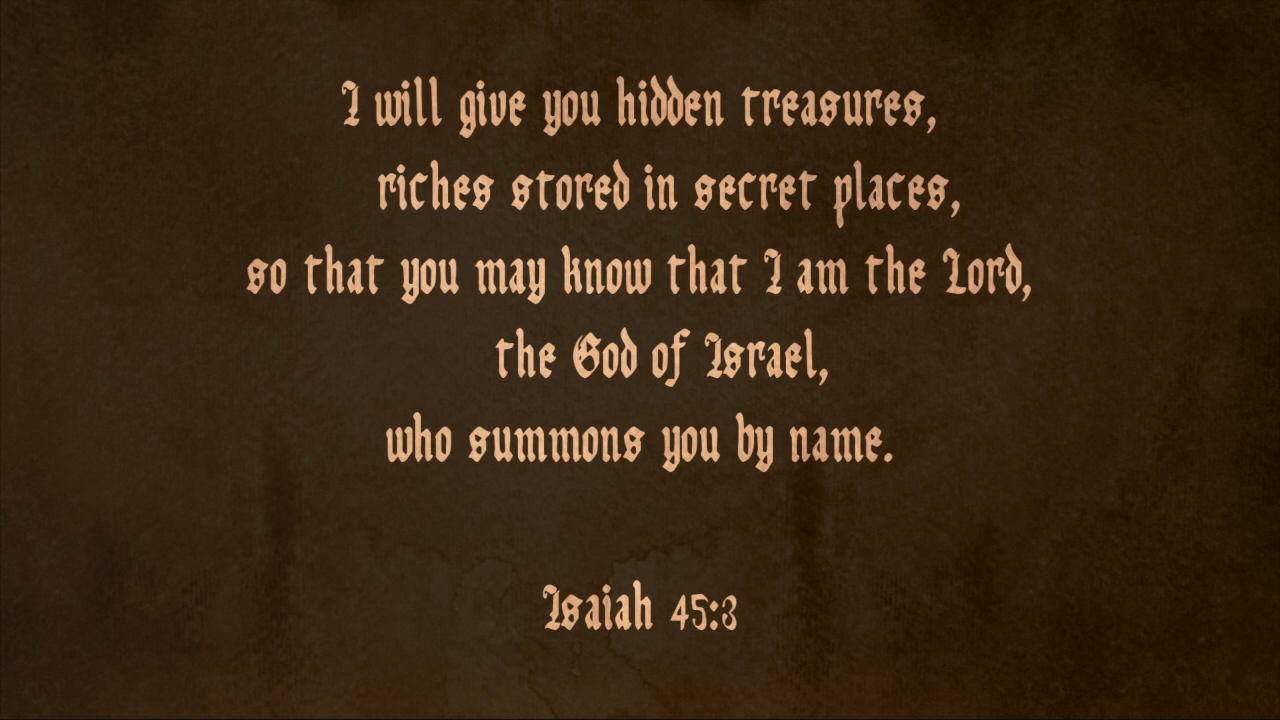 I will give you hidden treasures,
riches stored in secret places,
so that you may know that I am the Lord,
the God of Israel,
who summons you by name.
Isaiah 45:3